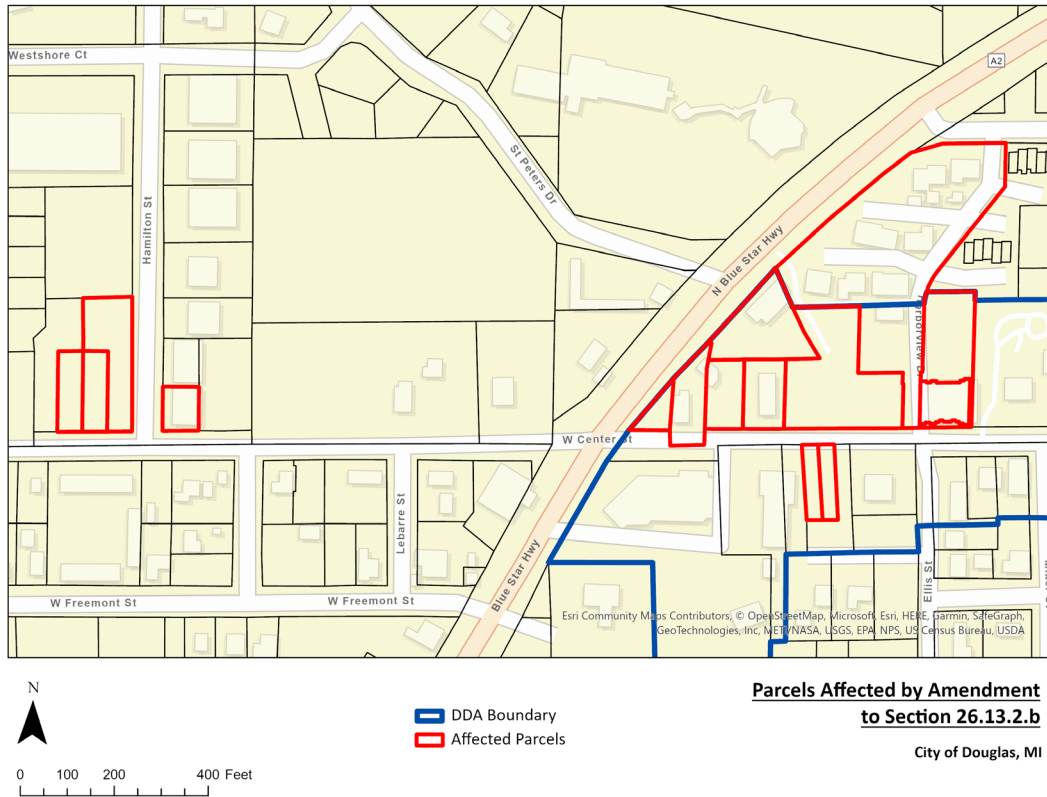 Westshore Ct
A2
St Peters Dr
Hamilton St
N Blue Star Hwy
W Center St
Lebarre St
Blue Star Hwy
Ellis St
W Freemont St
W Freemont St
Esri Community Maps Contributors, © OpenStreetMap, Microsoft, Esri, HERE, Garmin, SafeGraph,
GeoTechnologies, Inc, METI/NASA, USGS, EPA, NPS, US Census Bureau, USDA
N
0 100 200 400 Feet
DDA Boundary
Affected Parcels
Parcels Affected by Amendment
to Section 26.13.2.b
City of Douglas, MI